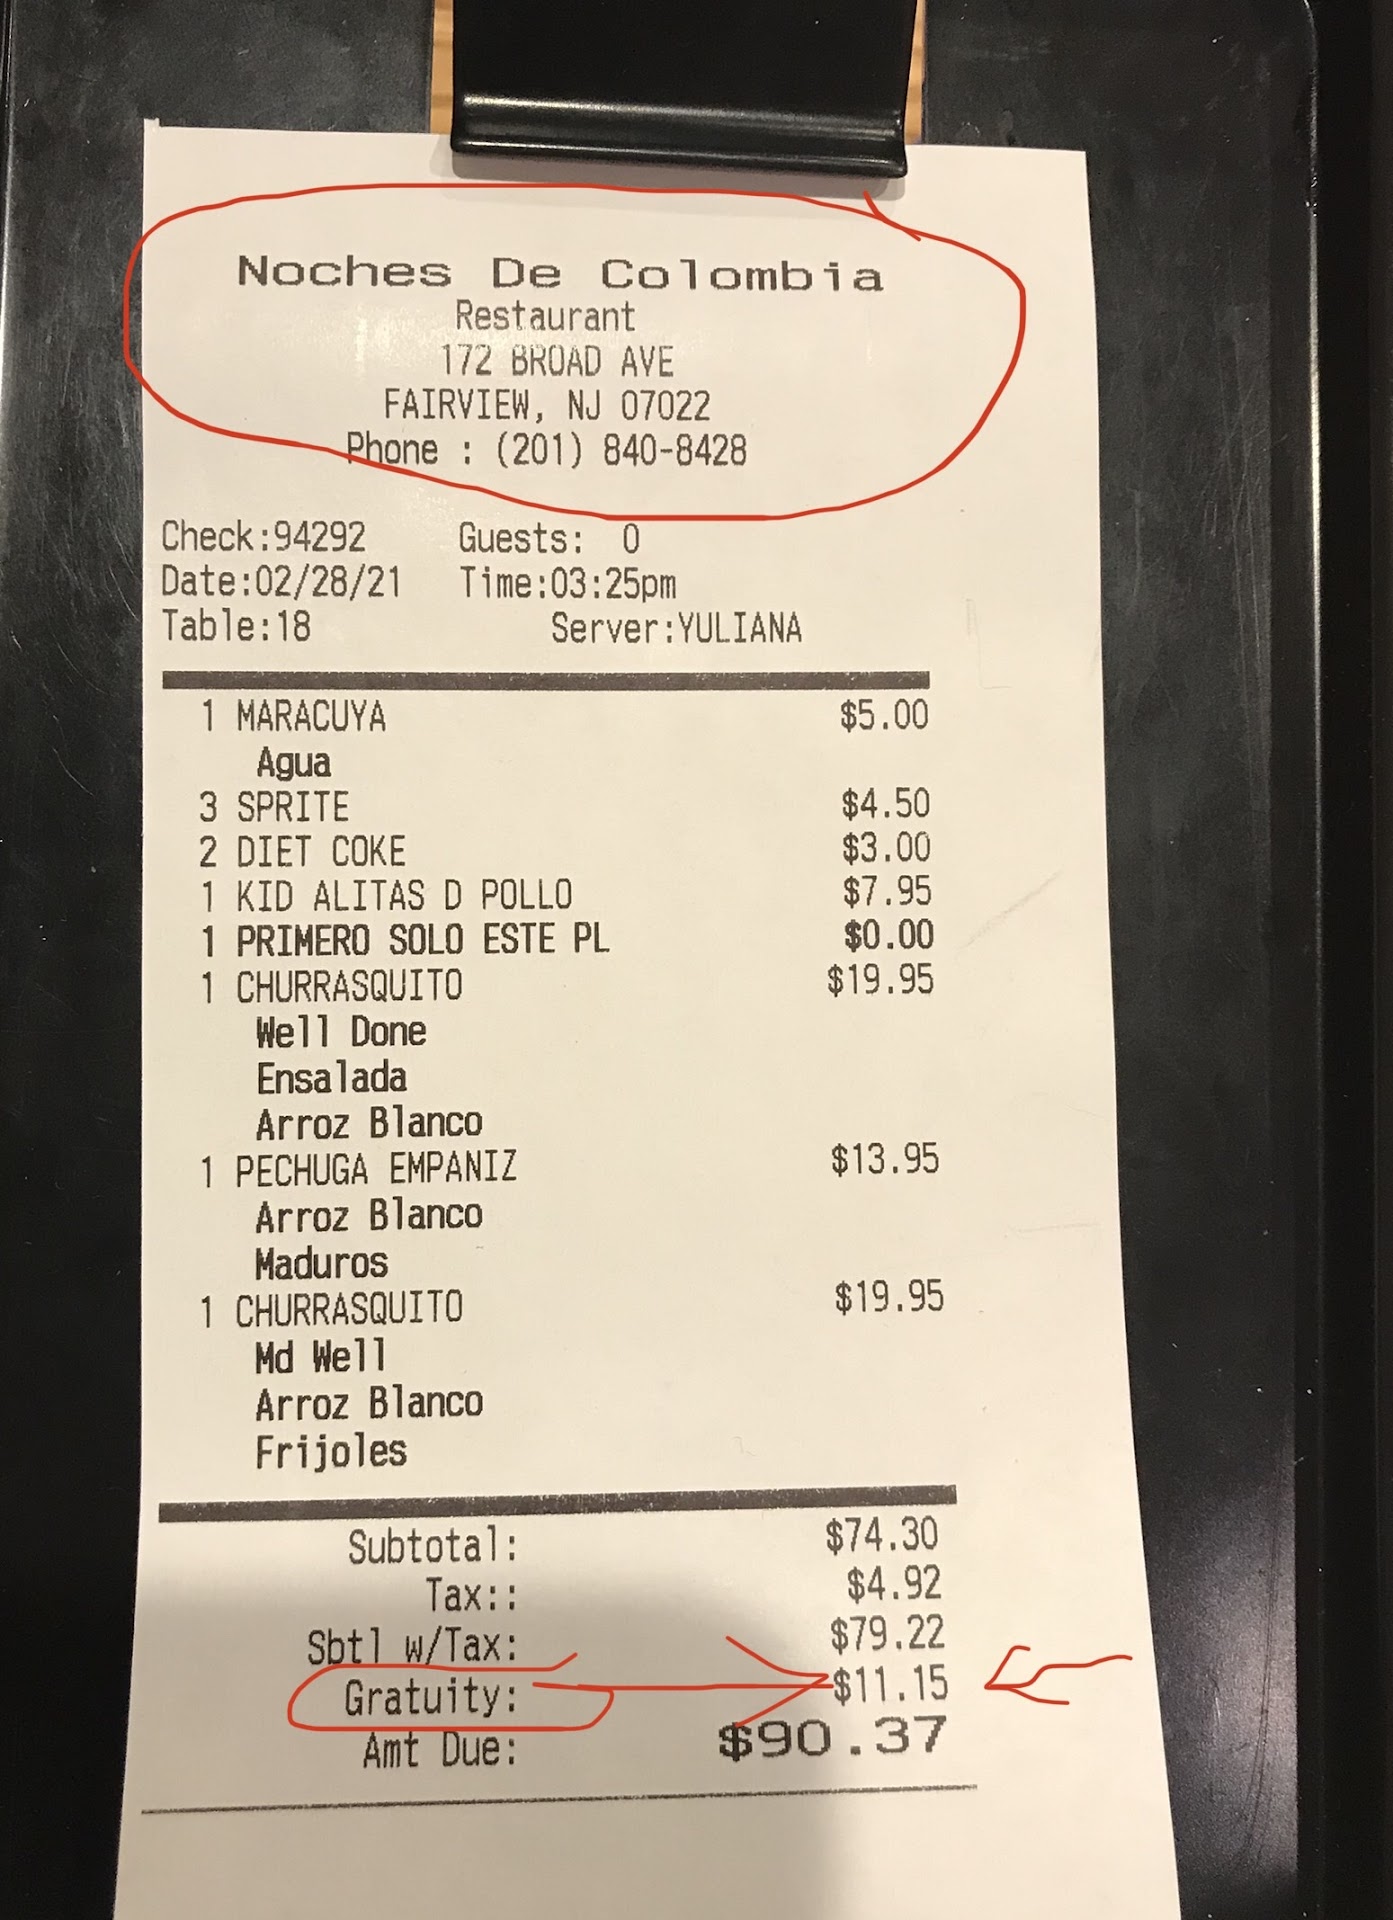 Noches De Colombia
Restaurant
172 BROAD AVE
FAIRVIEW, NJ 07022
Phone : (201) 840-8428
Check:94292 Guests: 0
Date:02/28/21 Time:03:25pm
Table:18 Server:YULIANA
1 MARACUYA $5.00
Agua
3 SPRITE $4.50
2 DIET COKE $3.00
1 KID ALITAS D POLLO $7.95
1 PRIMERO SOLO ESTE PL $0.00
1 CHURRASQUITO $19.95
Well Done
Ensalada
Arroz Blanco
1 PECHUGA EMPANIZ $13.95
Arroz Blanco
Maduros
1 CHURRASQUITO $19.95
Md Well
Arroz Blanco
Frijoles
Subtotal: $74.30
Tax:: $4.92
Sbtl w/Tax: $79.22
Gratuity: $11.15
Amt Due: $90.37